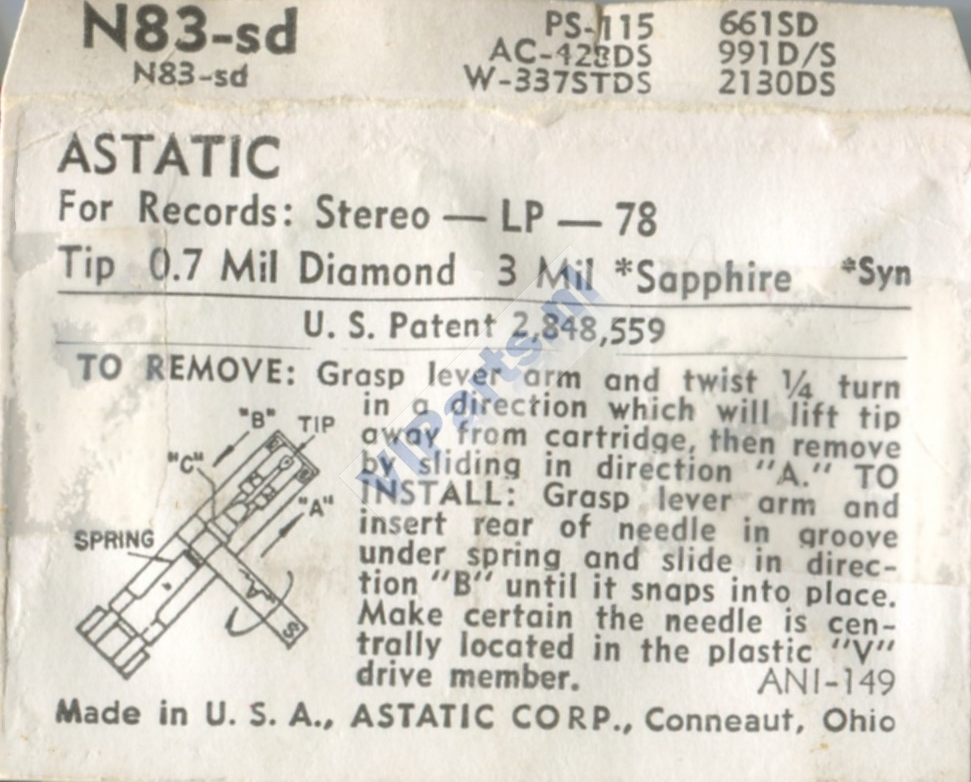 N83-sd
N83-sd
PS-115 661SD
AC-428DS 991D/S
W-337STDS 2130DS
ASTATIC
For Records: Stereo — LP — 78
Tip 0.7 Mil Diamond 3 Mil *Sapphire *Syn
U. S. Patent 2,848,559
TO REMOVE: Grasp lever arm and twist ¼ turn
in a direction which will lift tip
away from cartridge, then remove
by sliding in direction "A." TO
INSTALL: Grasp lever arm and
insert rear of needle in groove
under spring and slide in direc-
tion "B" until it snaps into place.
Make certain the needle is cen-
trally located in the plastic "V"
drive member. ANI-149
"B" TIP
"C"
"A"
SPRING
S
Made in U. S. A., ASTATIC CORP., Conneaut, Ohio
VIParts.nl